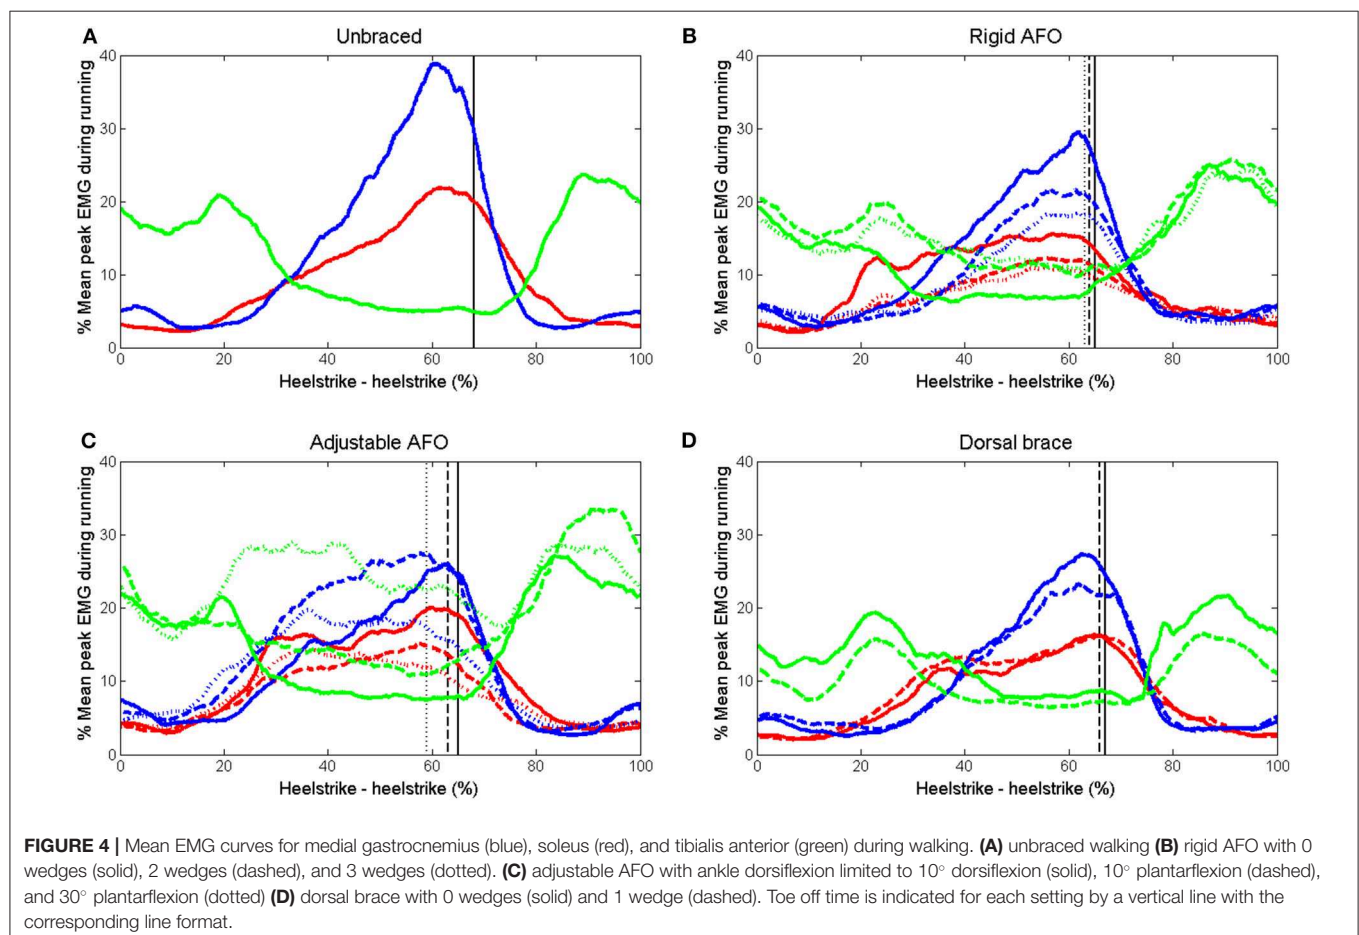 A
Unbraced
% Mean peak EMG during running
40
30
20
10
0
0 20 40 60 80 100
Heelstrike - heelstrike (%)
B
Rigid AFO
% Mean peak EMG during running
40
30
20
10
0
0 20 40 60 80 100
Heelstrike - heelstrike (%)
C
Adjustable AFO
% Mean peak EMG during running
40
30
20
10
0
0 20 40 60 80 100
Heelstrike - heelstrike (%)
D
Dorsal brace
% Mean peak EMG during running
40
30
20
10
0
0 20 40 60 80 100
Heelstrike - heelstrike (%)
FIGURE 4 | Mean EMG curves for medial gastrocnemius (blue), soleus (red), and tibialis anterior (green) during walking. (A) unbraced walking (B) rigid AFO with 0
wedges (solid), 2 wedges (dashed), and 3 wedges (dotted). (C) adjustable AFO with ankle dorsiflexion limited to 10° dorsiflexion (solid), 10° plantarflexion (dashed),
and 30° plantarflexion (dotted) (D) dorsal brace with 0 wedges (solid) and 1 wedge (dashed). Toe off time is indicated for each setting by a vertical line with the
corresponding line format.